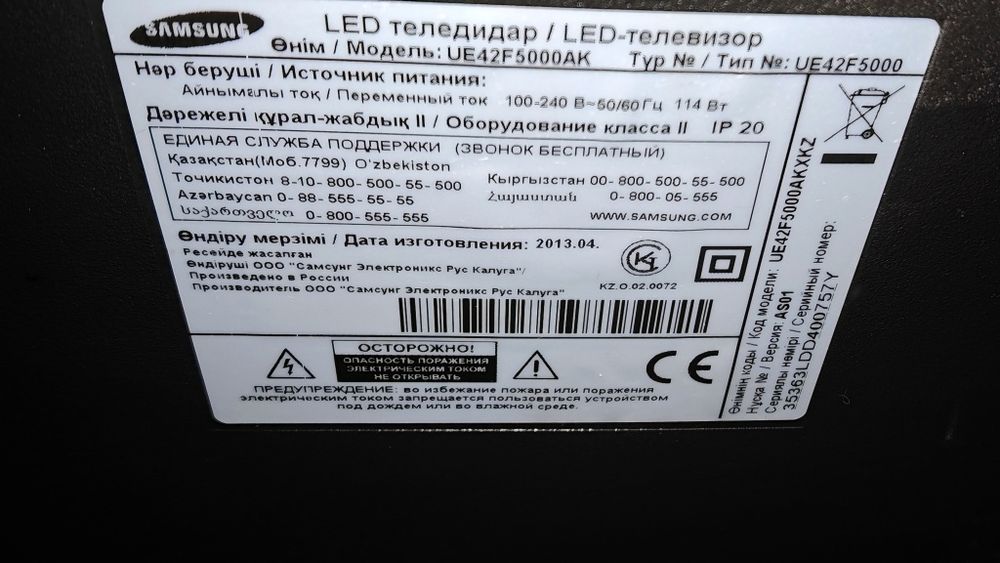 SAMSUNG
LED теледидар / LED-телевизор
Өнім / Модель: UE42F5000AK Түр № / Тип №: UE42F5000
Нәр беруші / Источник питания:
Айнымалы тоқ / Переменный ток 100-240 В~50/60 Гц 114 Вт
Дәрежелі құрал-жабдық II / Оборудование класса II IP 20
ЕДИНАЯ СЛУЖБА ПОДДЕРЖКИ (ЗВОНОК БЕСПЛАТНЫЙ)
Қазақстан(Моб.7799) O'zbekiston
Тоҷикистон 8-10-800-500-55-500 Кыргызстан 00-800-500-55-500
Azərbaycan 0-88-555-55-55 Հայաստան 0-800-05-555
საქართველო 0-800-555-555 WWW.SAMSUNG.COM
Өндіру мерзімі / Дата изготовления: 2013.04.
Ресейде жасалған
Өндіруші ООО "Самсунг Электроникс Рус Калуга"/
Произведено в России
Производитель ООО "Самсунг Электроникс Рус Калуга"
KZ.O.02.0072
ОСТОРОЖНО!
ОПАСНОСТЬ ПОРАЖЕНИЯ
ЭЛЕКТРИЧЕСКИМ ТОКОМ
НЕ ОТКРЫВАТЬ
CE
ПРЕДУПРЕЖДЕНИЕ: во избежание пожара или поражения
электрическим током запрещается пользоваться устройством
под дождем или во влажной среде.
Өнімнің коды / Код модели: UE42F5000AKXKZ
Нұсқа № / Версия: AS01
Сериялы нөмірі / Серийный номер:
35363LDD400757Y